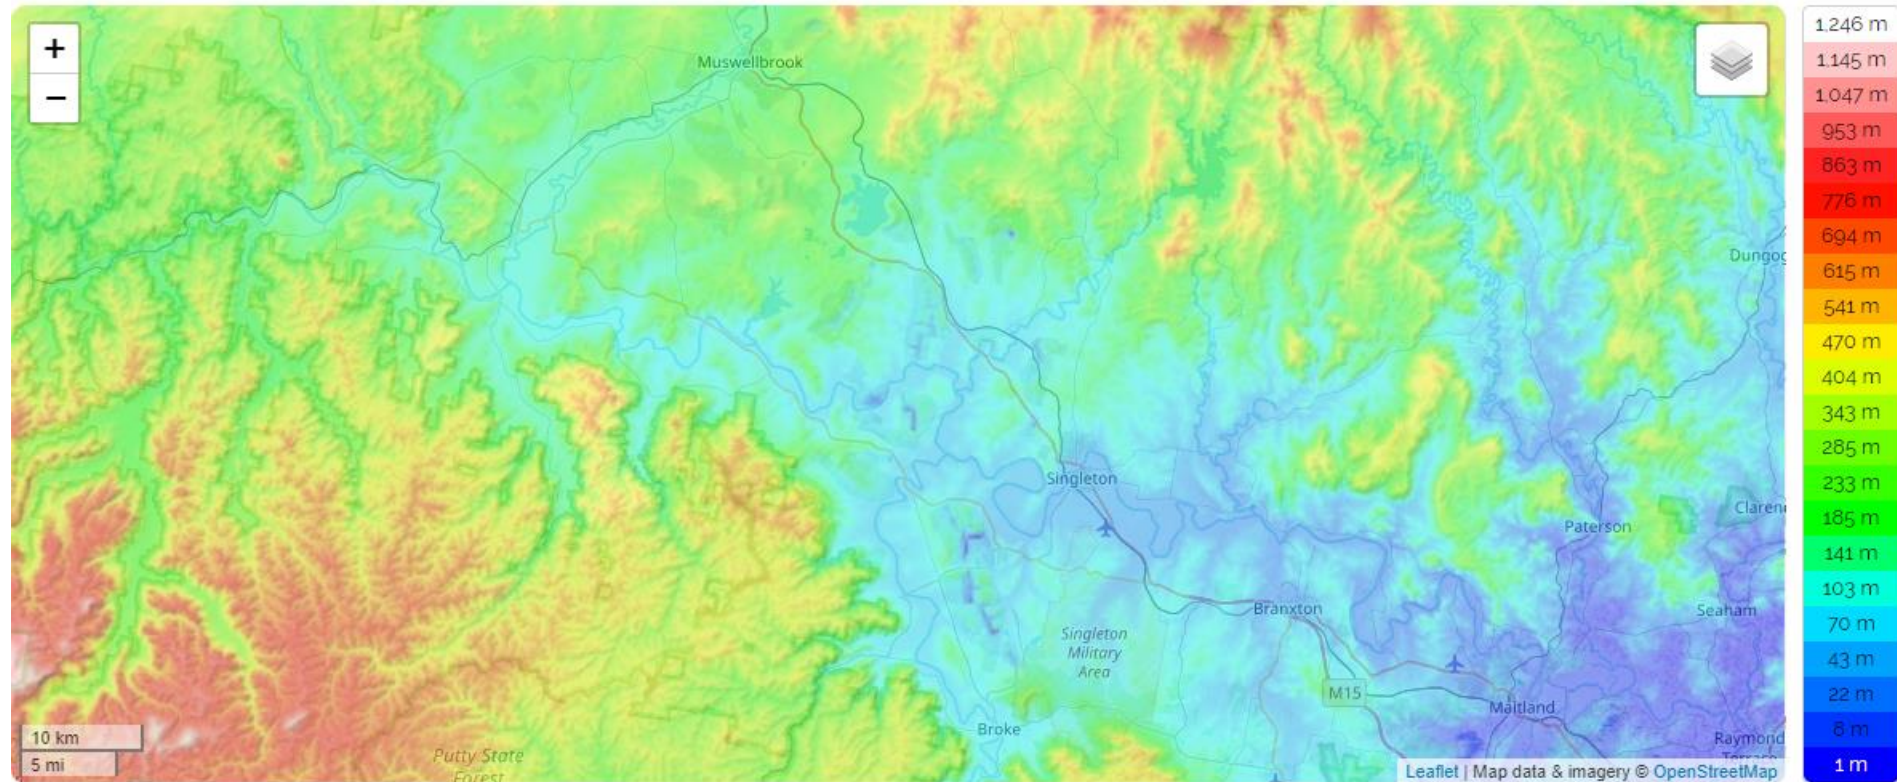 +
−
Muswellbrook
Dungog
Singleton
Claren
Paterson
Branxton
Seaham
Singleton
Military
Area
M15
Maitland
Broke
Raymond
Terrace
Putty State
Forest
10 km
5 mi
Leaflet | Map data & imagery © OpenStreetMap
1,246 m
1,145 m
1,047 m
953 m
863 m
776 m
694 m
615 m
541 m
470 m
404 m
343 m
285 m
233 m
185 m
141 m
103 m
70 m
43 m
22 m
8 m
1 m